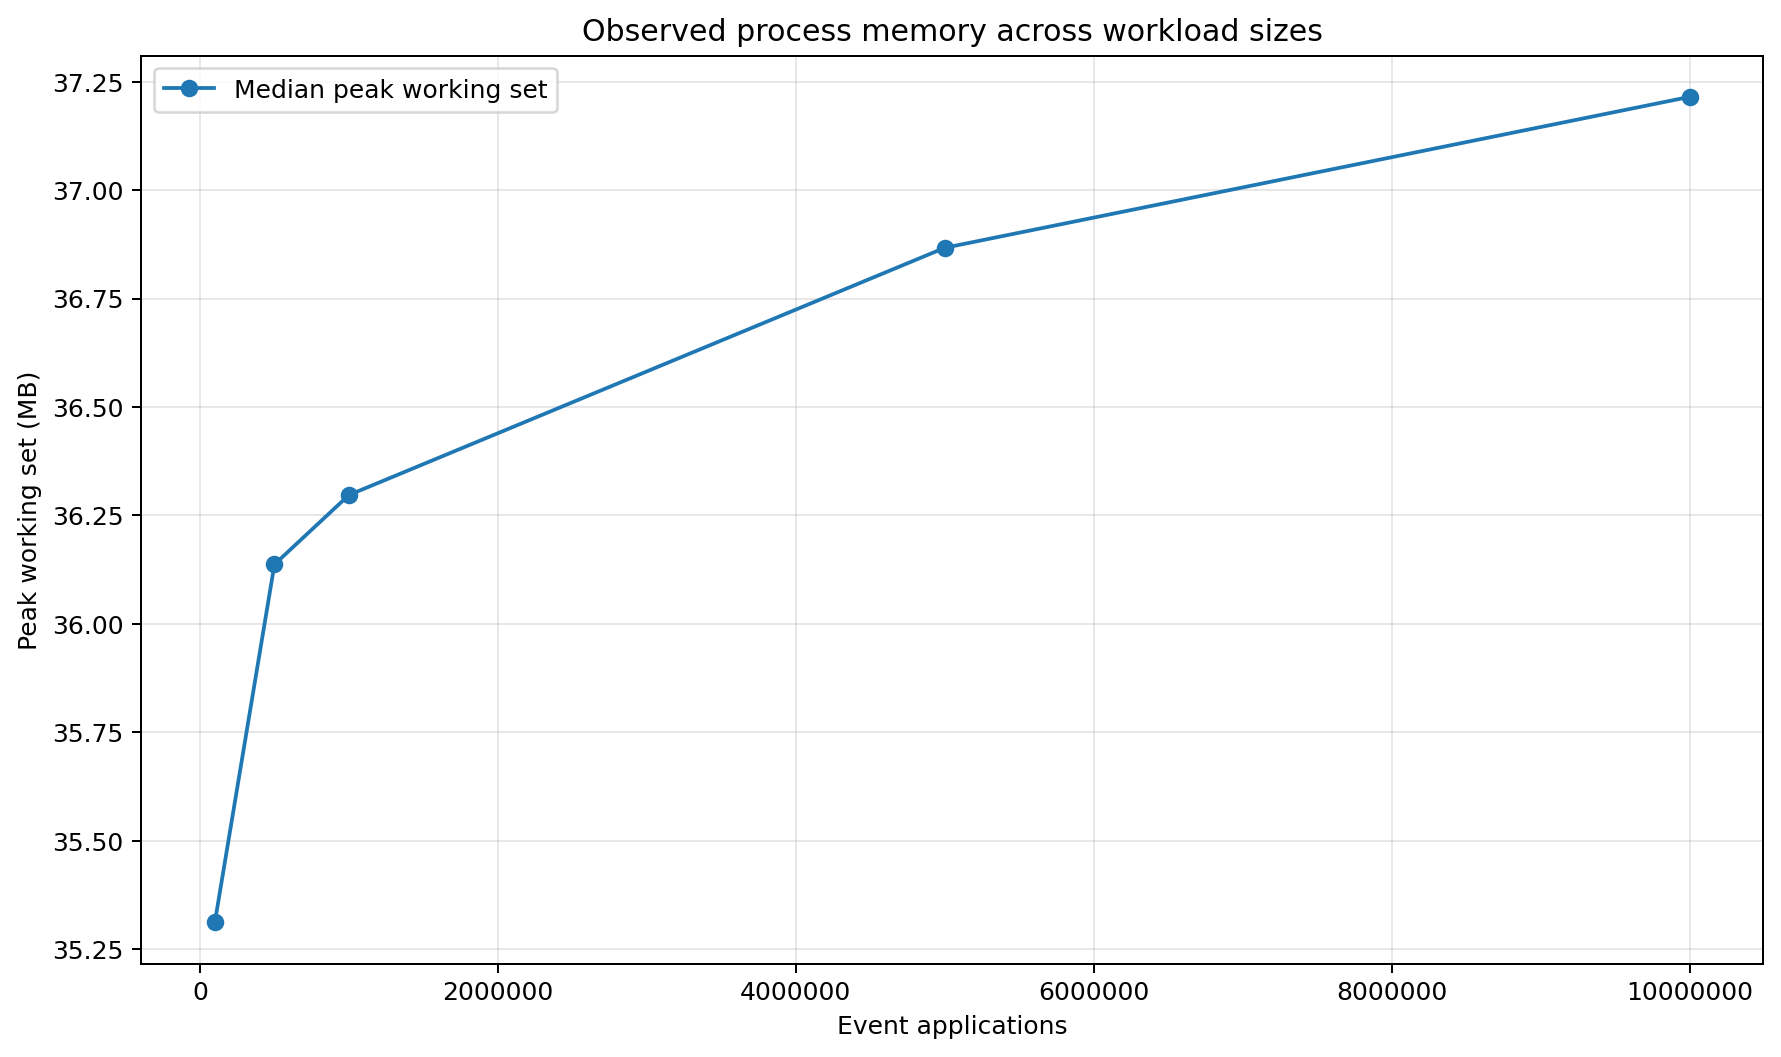 Observed process memory across workload sizes
Median peak working set
Peak working set (MB)
37.25
37.00
36.75
36.50
36.25
36.00
35.75
35.50
35.25
0 2000000 4000000 6000000 8000000 10000000
Event applications